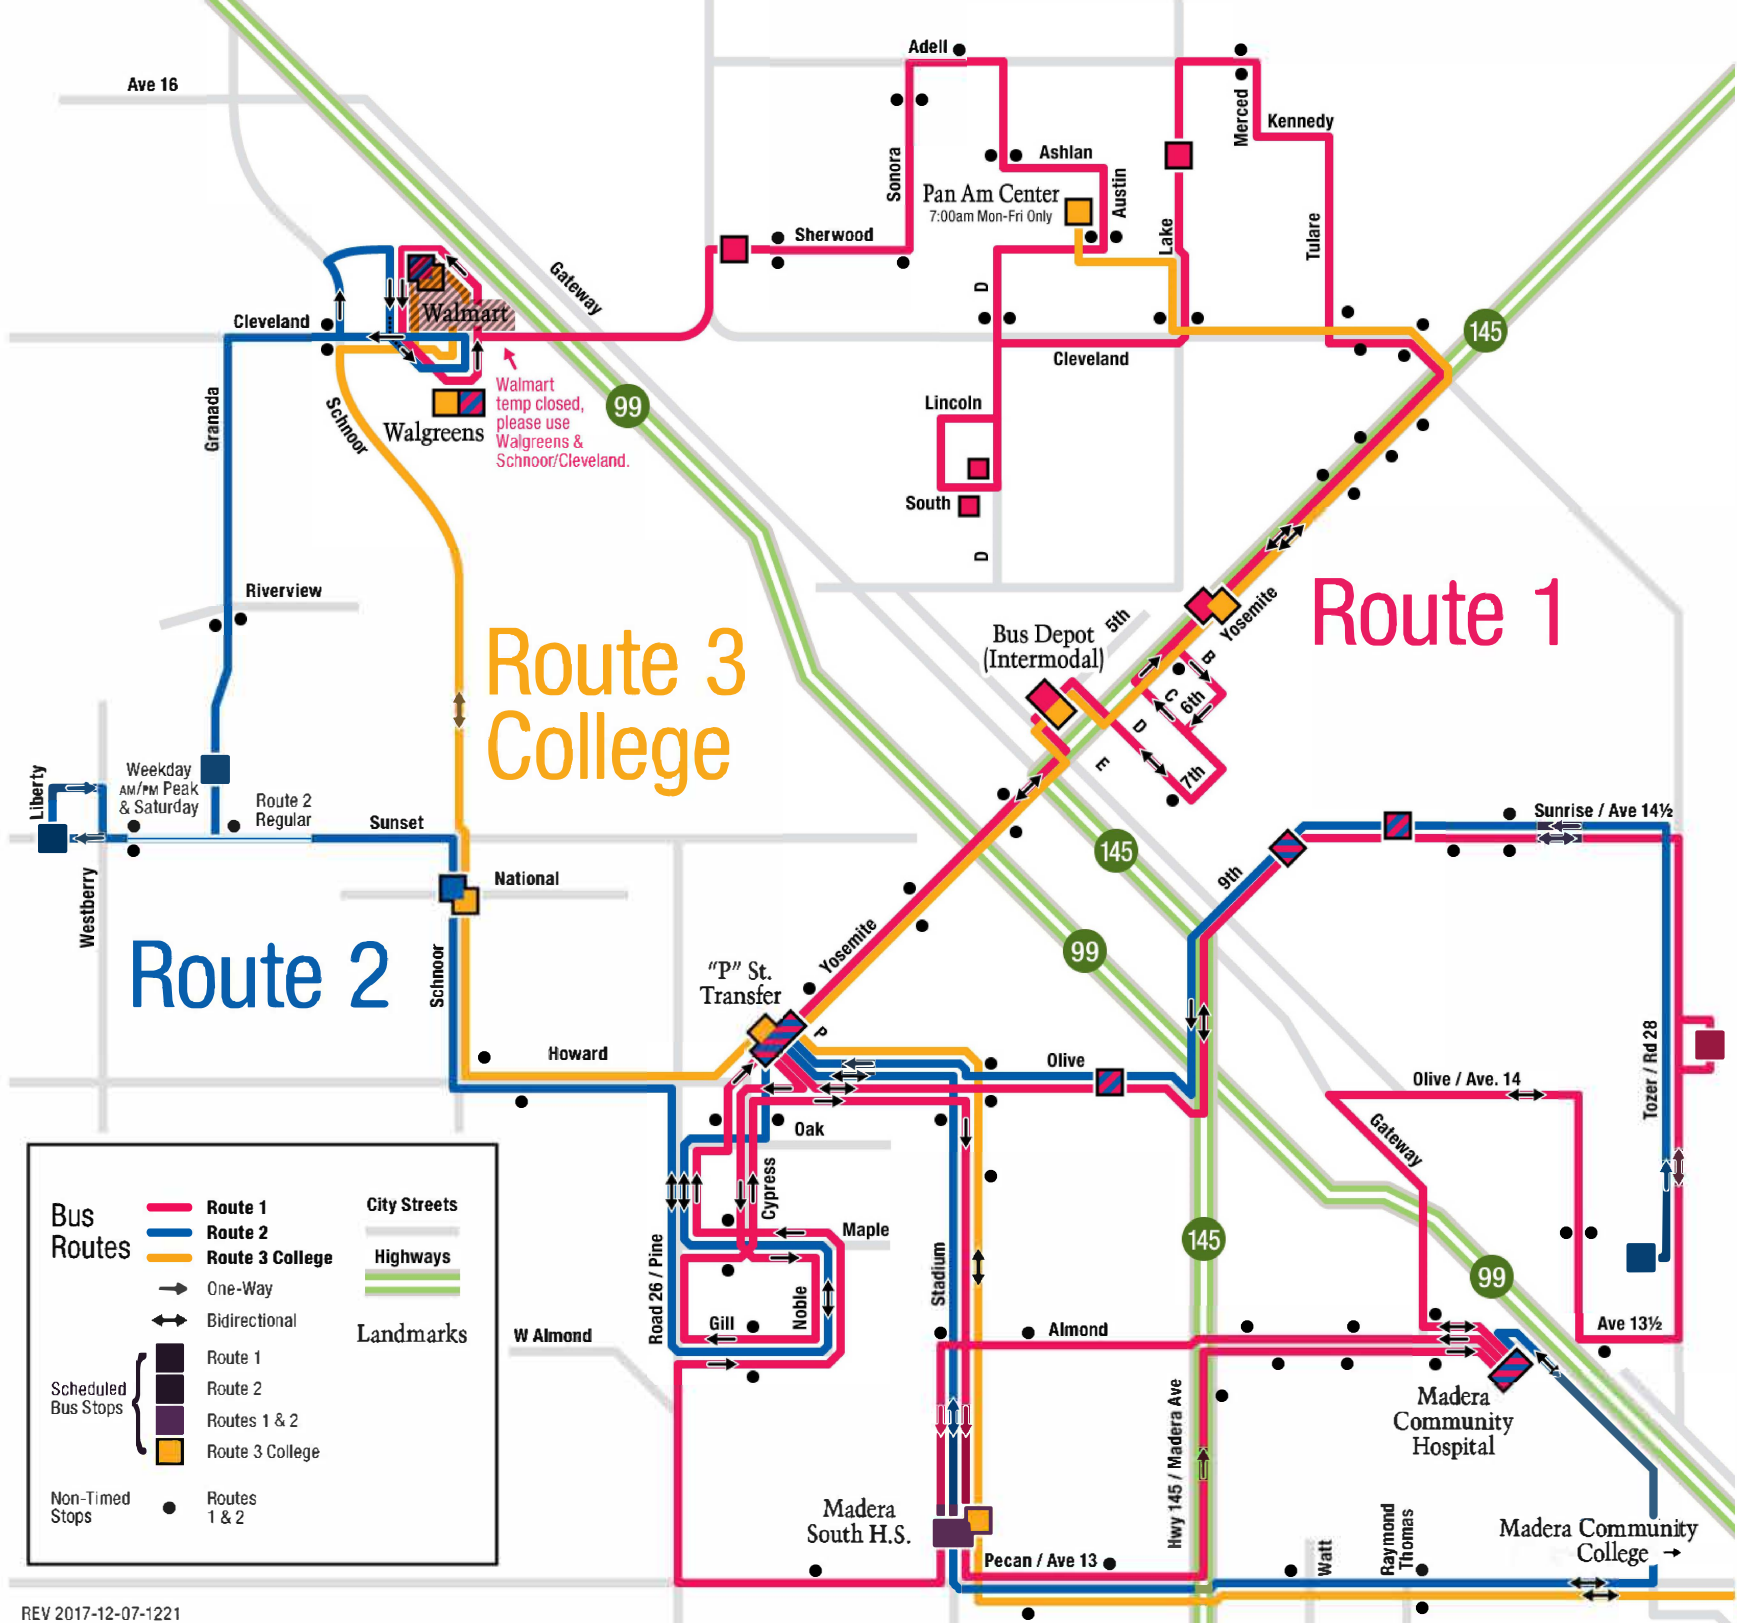 Adell
Ave 16
Merced
Kennedy
Ashlan
Sonora
Austin
Pan Am Center
7:00am Mon-Fri Only
Lake
Tulare
Sherwood
Gateway
D
Walmart
Cleveland
145
Cleveland
Walmart
temp closed,
please use
Walgreens &
Schnoor/Cleveland.
99
Granada
Schnoor
Walgreens
Lincoln
South
D
Riverview
Route 3
College
Route 1
5th
Yosemite
Bus Depot
(Intermodal)
B
C
6th
D
E
7th
Liberty
Weekday
AM/PM Peak
& Saturday
Route 2
Regular
Sunset
Sunrise / Ave 14½
145
9th
National
Westberry
Route 2
Schnoor
Yosemite
99
"P" St.
Transfer
P
Howard
Olive
Tozer / Rd 28
Olive / Ave. 14
Gateway
Oak
Cypress
Maple
Road 26 / Pine
Noble
Gill
Stadium
145
99
W Almond
Almond
Ave 13½
Bus
Routes
Route 1
Route 2
Route 3 College
One-Way
Bidirectional
City Streets
Highways
Landmarks
Scheduled
Bus Stops
Route 1
Route 2
Routes 1 & 2
Route 3 College
Non-Timed
Stops
Routes
1 & 2
Madera
Community
Hospital
Hwy 145 / Madera Ave
Madera
South H.S.
Pecan / Ave 13
Watt
Raymond
Thomas
Madera Community
College
REV 2017-12-07-1221